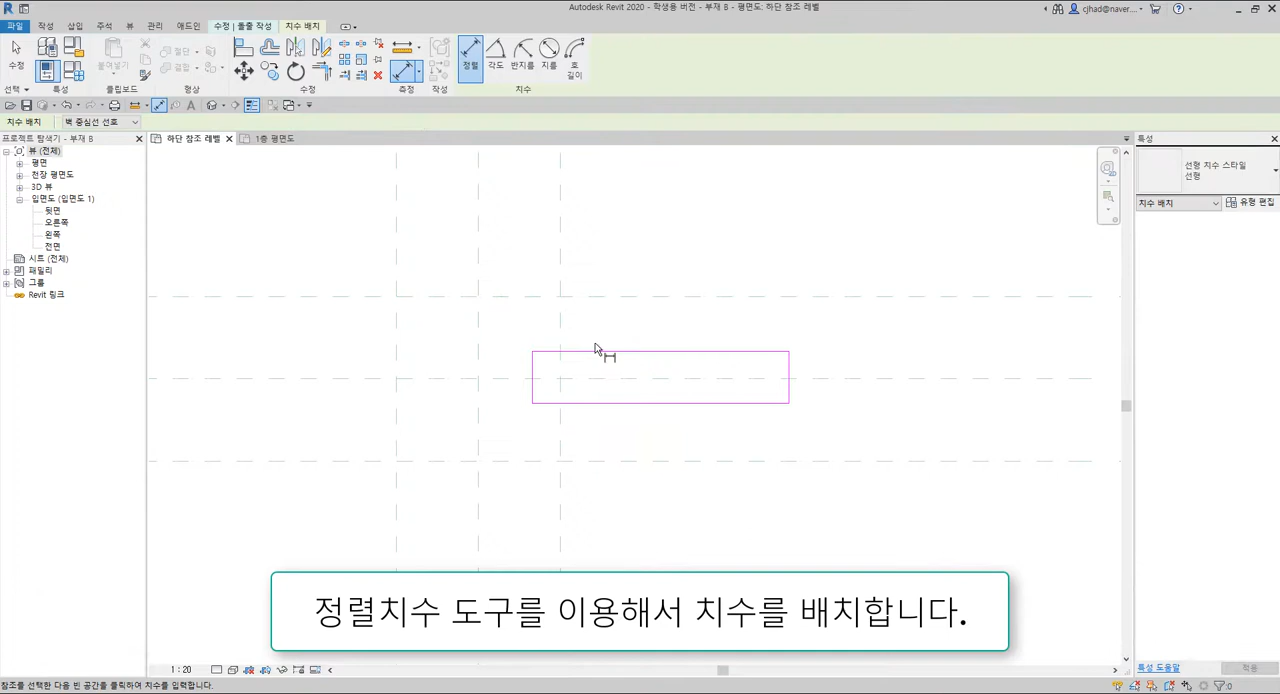 Autodesk Revit 2020 - 학생용 버전 - 부재 8 - 평면도: 하단 참조 레벨
cjhad@naver....
파일 작성 삽입 주석 뷰 관리 애드인 수정 | 돌출 작성 치수 배치
수정
붙여넣기
절단
결합
정렬 각도 반지름 지름 호
길이
선택 특성 클립보드 형상 수정 측정 작성 치수
치수 배치 벽 중심선 선호
프로젝트 탐색기 - 부재 8
하단 참조 레벨 1층 평면도
특성
뷰 (전체)
평면
천장 평면도
3D 뷰
입면도 (입면도 1)
뒷면
오른쪽
왼쪽
전면
시트 (전체)
패밀리
그룹
Revit 링크
선형 치수 스타일
선형
치수 배치 유형 편집
정렬치수 도구를 이용해서 치수를 배치합니다.
1 : 20
특성 도움말 적용
참조를 선택한 다음 빈 공간을 클릭하여 치수를 입력합니다.
:0